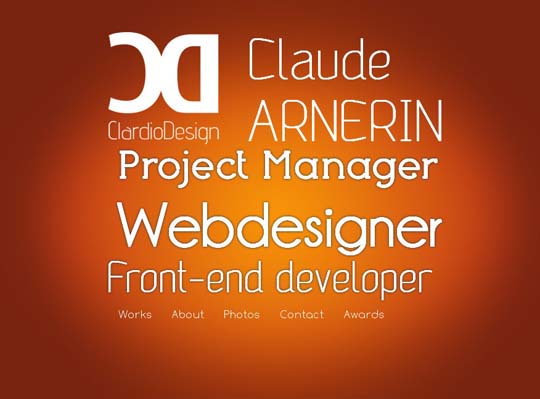 Claude
ARNERIN
ClardioDesign
Project Manager
Webdesigner
Front-end developer
Works About Photos Contact Awards